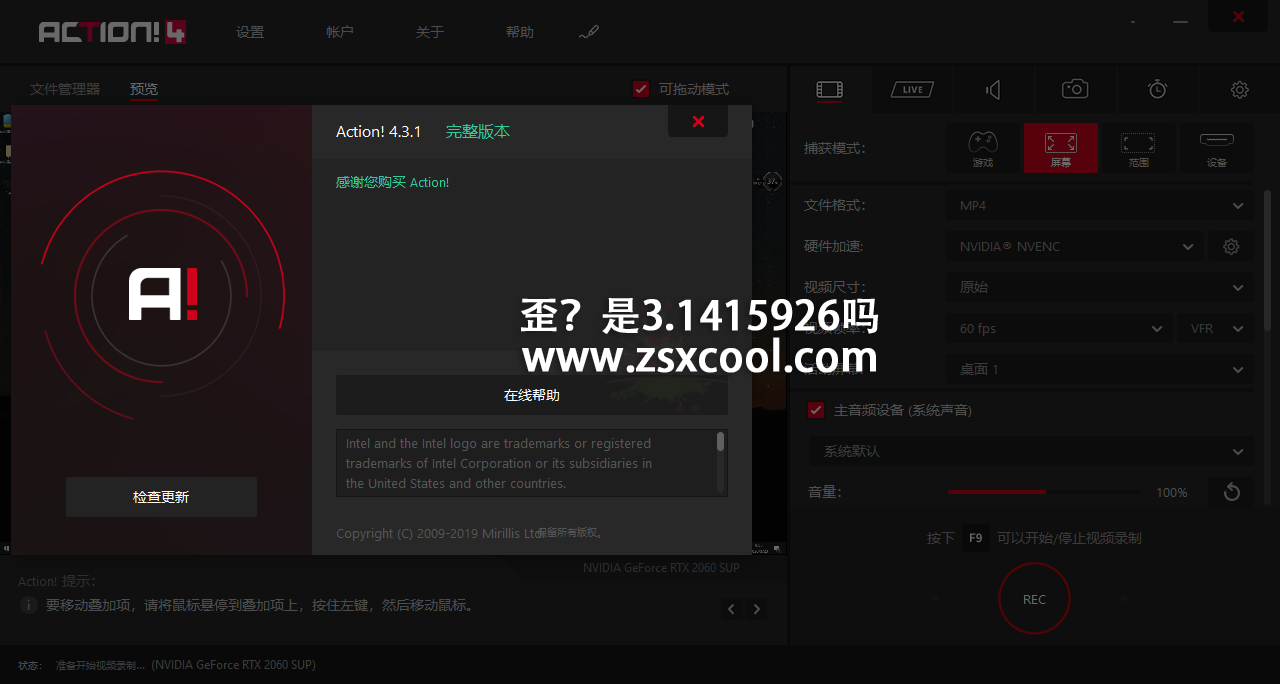 ACTION! 4
设置
帐户
关于
帮助
文件管理器
预览
可拖动模式
LIVE
Action! 4.3.1 完整版本
感谢您购买 Action!
A!
检查更新
在线帮助
Intel and the Intel logo are trademarks or registered
trademarks of Intel Corporation or its subsidiaries in
the United States and other countries.
Copyright (C) 2009-2019 Mirillis Ltd
保留所有版权。
歪？是3.1415926吗
www.zsxcool.com
捕获模式:
游戏
屏幕
范围
设备
文件格式:
MP4
硬件加速:
NVIDIA® NVENC
视频尺寸:
原始
60 fps
VFR
桌面 1
主音频设备 (系统声音)
系统默认
音量:
100%
按下 F9 可以开始/停止视频录制
REC
NVIDIA GeForce RTX 2060 SUP
Action! 提示:
要移动叠加项，请将鼠标悬停到叠加项上，按住左键，然后移动鼠标。
状态: 准备开始视频录制... (NVIDIA GeForce RTX 2060 SUP)